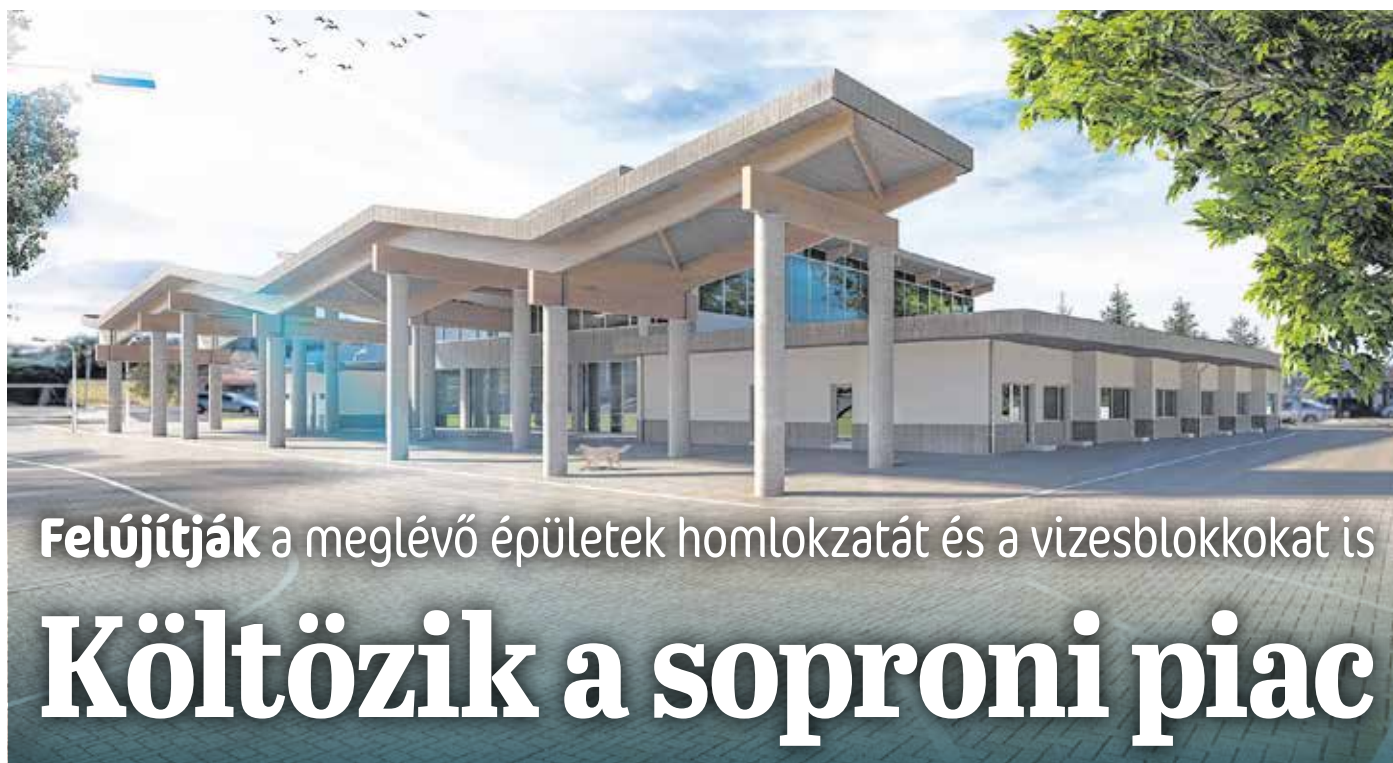 Felújítják a meglévő épületek homlokzatát és a vizesblokkokat is
Költözik a soproni piac